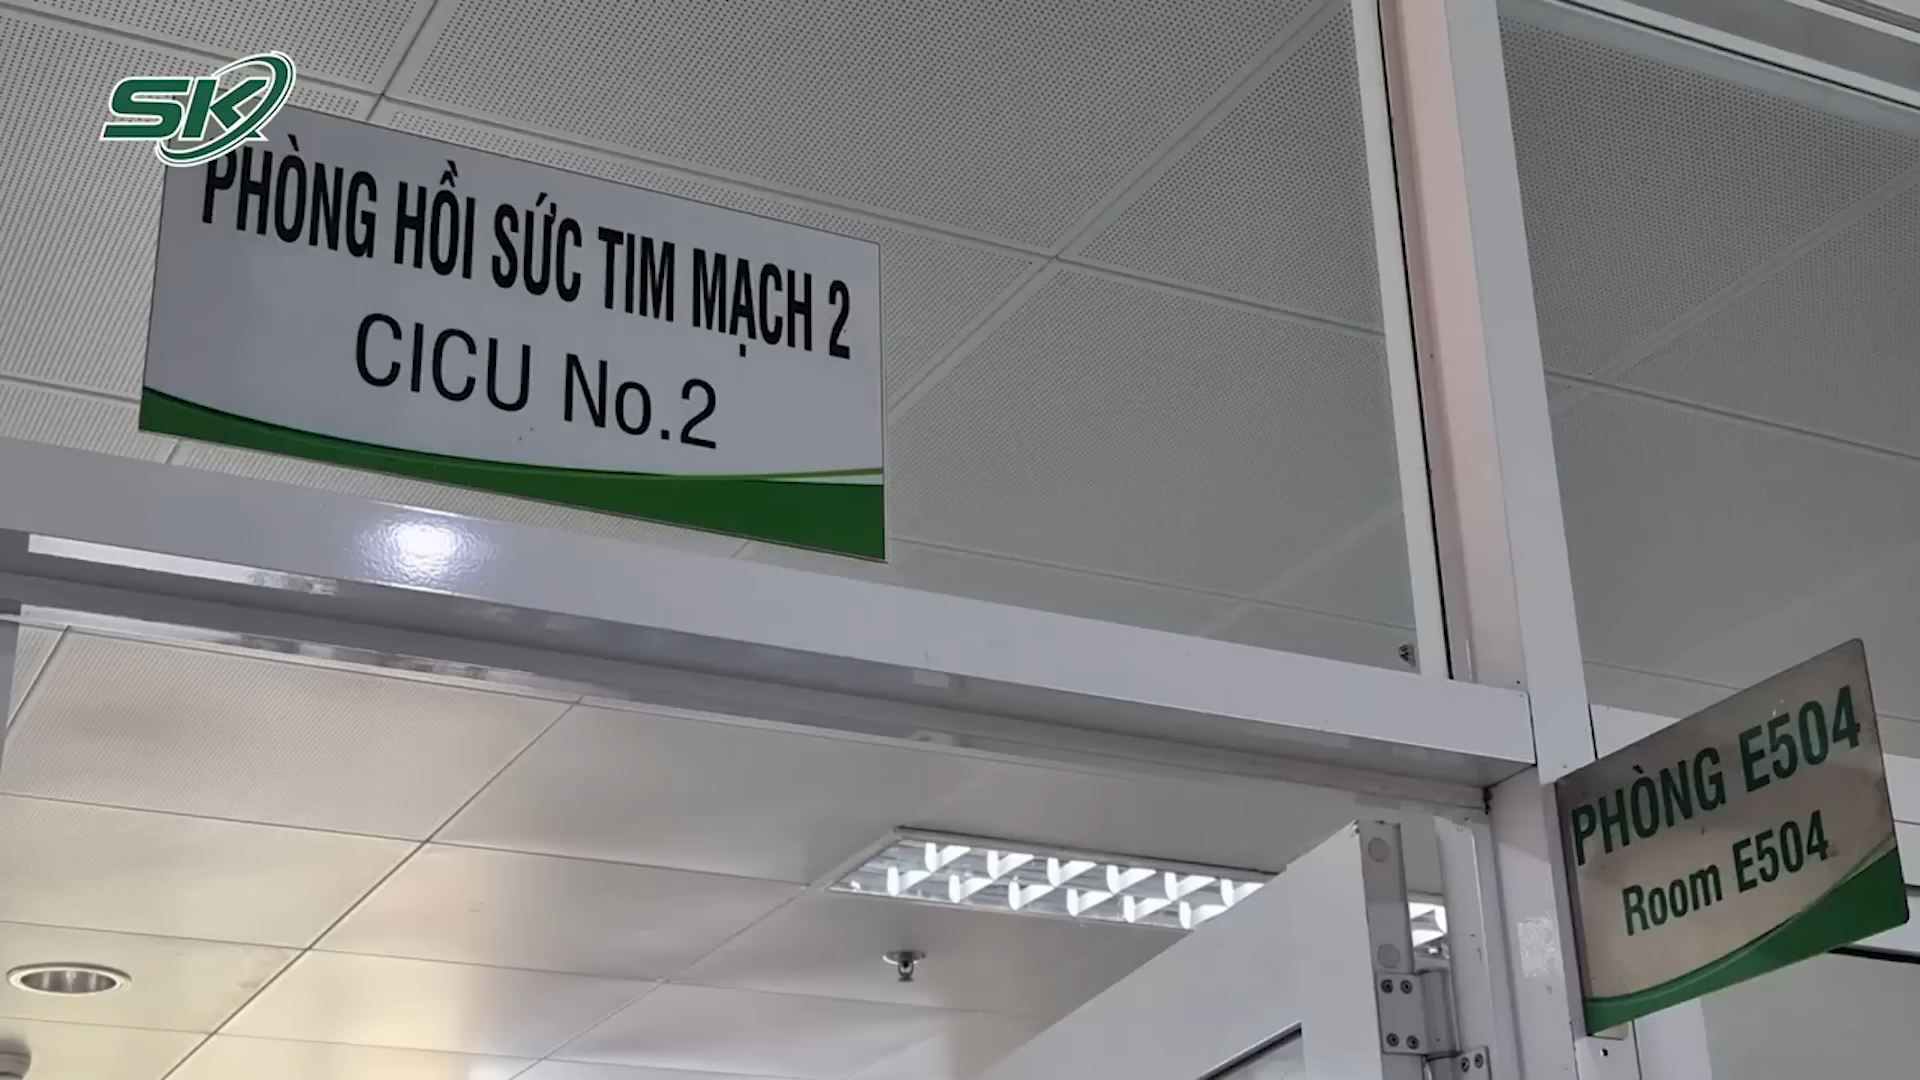 SK
PHÒNG HỒI SỨC TIM MẠCH 2
CICU No.2
PHÒNG E504
Room E504